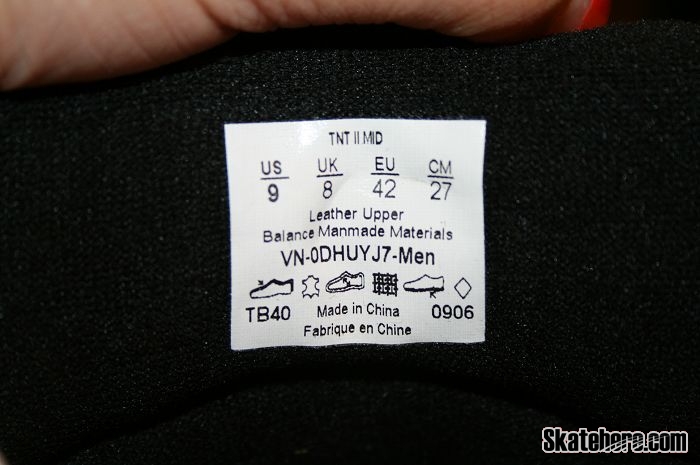 TNT II MID
US UK EU CM
9 8 42 27
Leather Upper
Balance Manmade Materials
VN-0DHUYJ7-Men
TB40 Made in China 0906
Fabrique en Chine
Skatehere.com